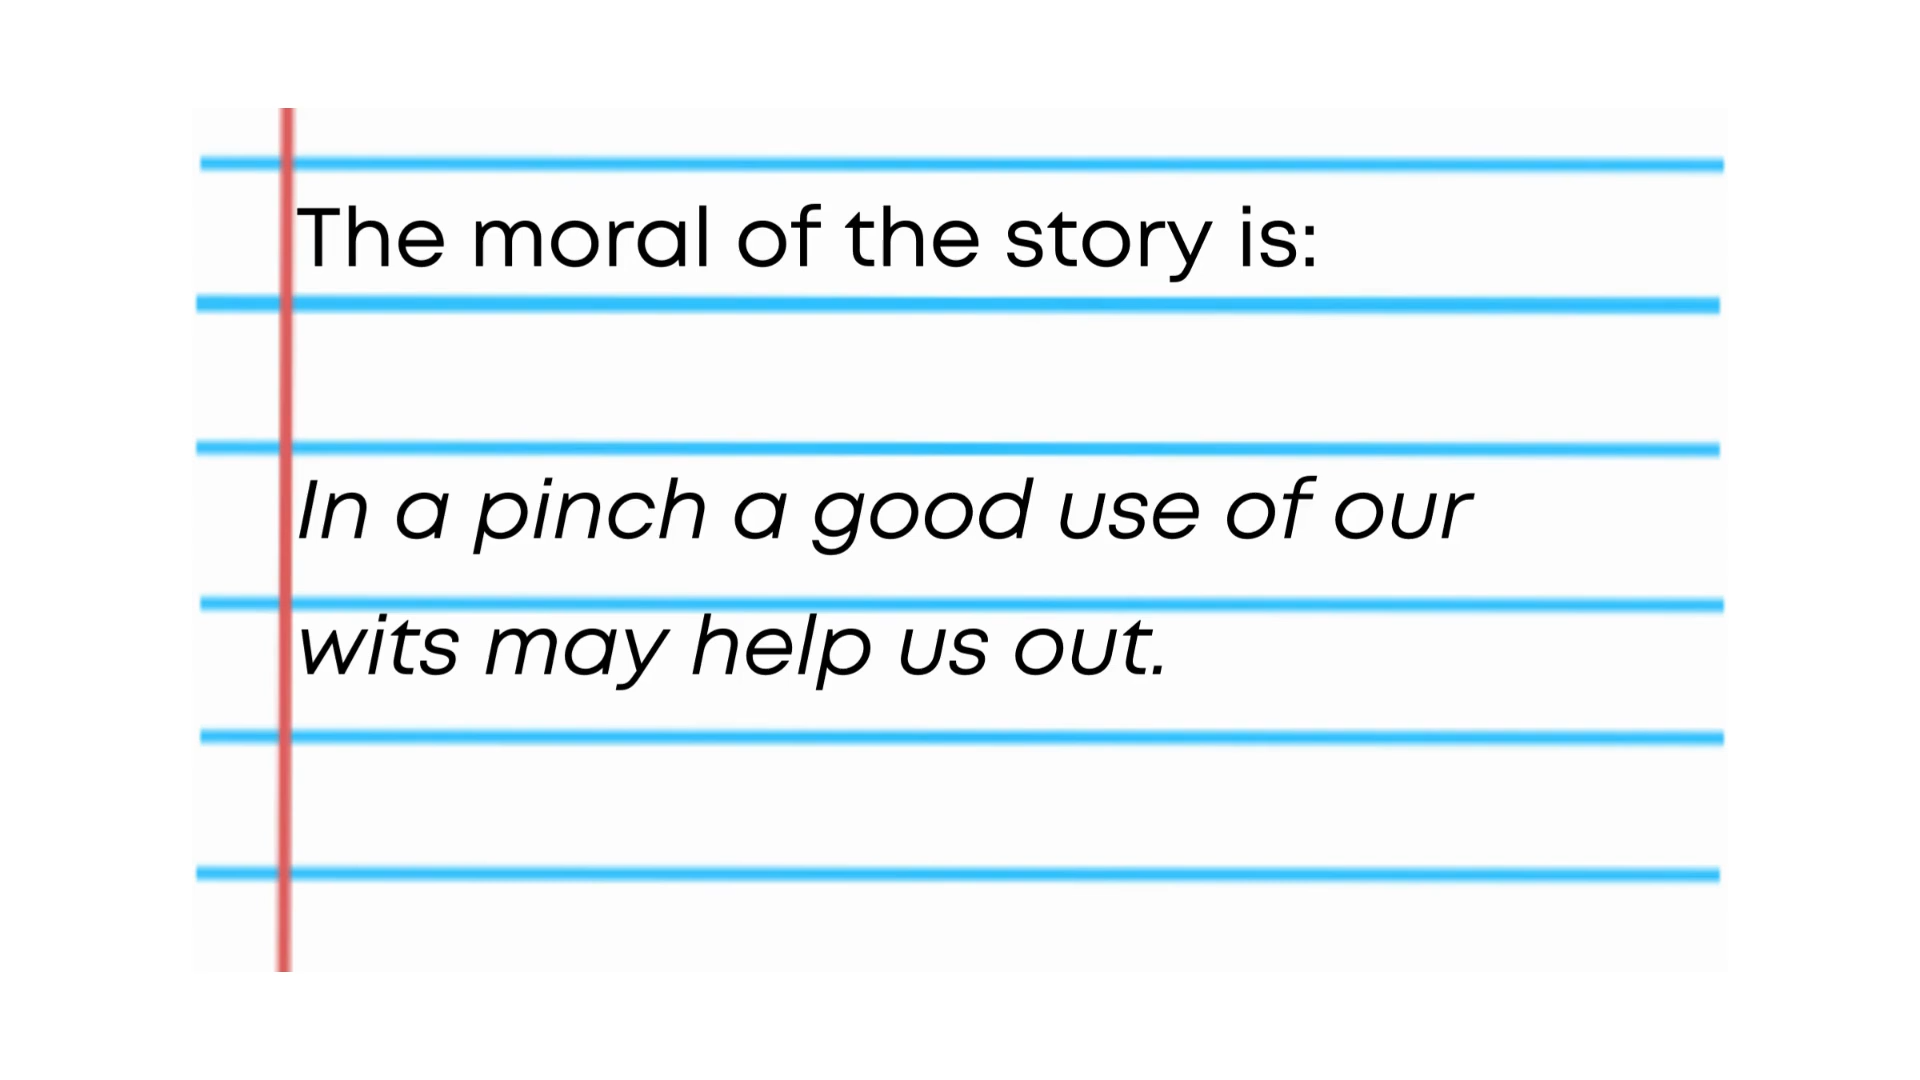 The moral of the story is:
In a pinch a good use of our
wits may help us out.